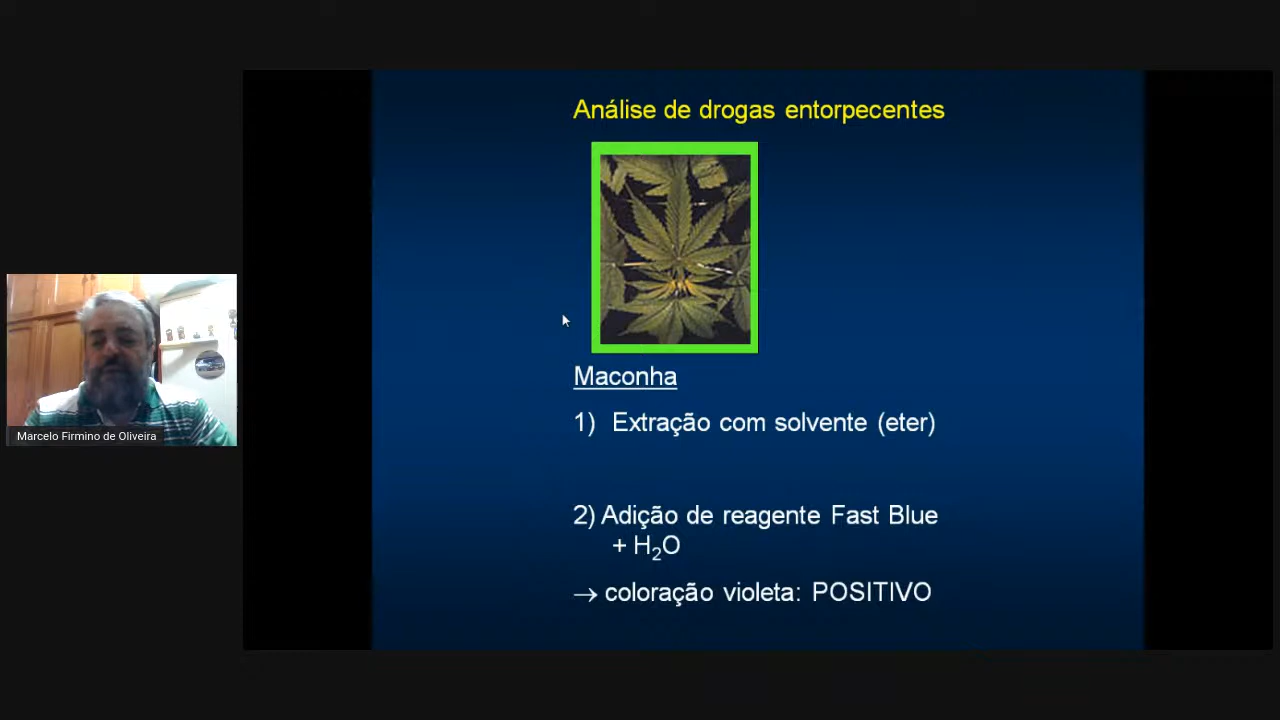 Análise de drogas entorpecentes
Maconha
1) Extração com solvente (eter)
2) Adição de reagente Fast Blue
+ H₂O
→ coloração violeta: POSITIVO
Marcelo Firmino de Oliveira